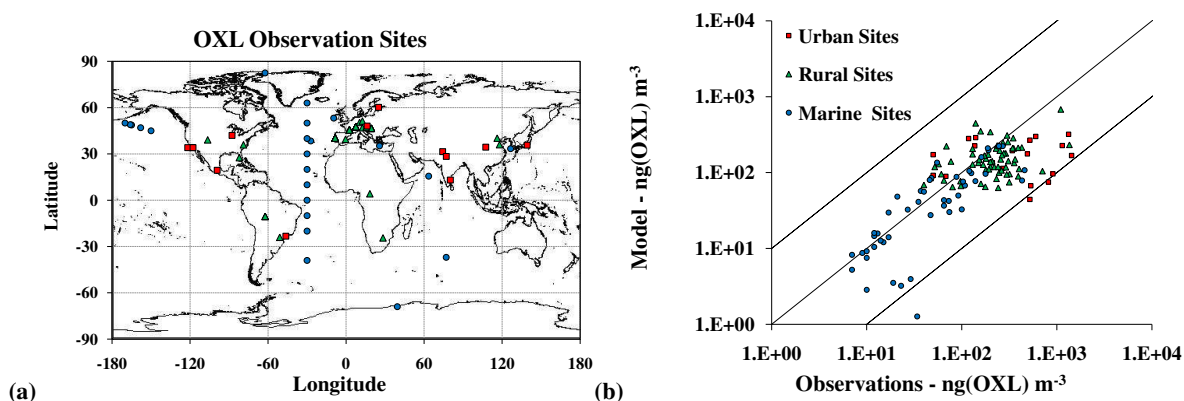 OXL Observation Sites
90
60
30
0
-30
-60
-90
Latitude
-180 -120 -60 0 60 120 180
Longitude
(a)
1.E+04
1.E+03
1.E+02
1.E+01
1.E+00
Model - ng(OXL) m-3
Urban Sites
Rural Sites
Marine Sites
1.E+00 1.E+01 1.E+02 1.E+03 1.E+04
Observations - ng(OXL) m-3
(b)